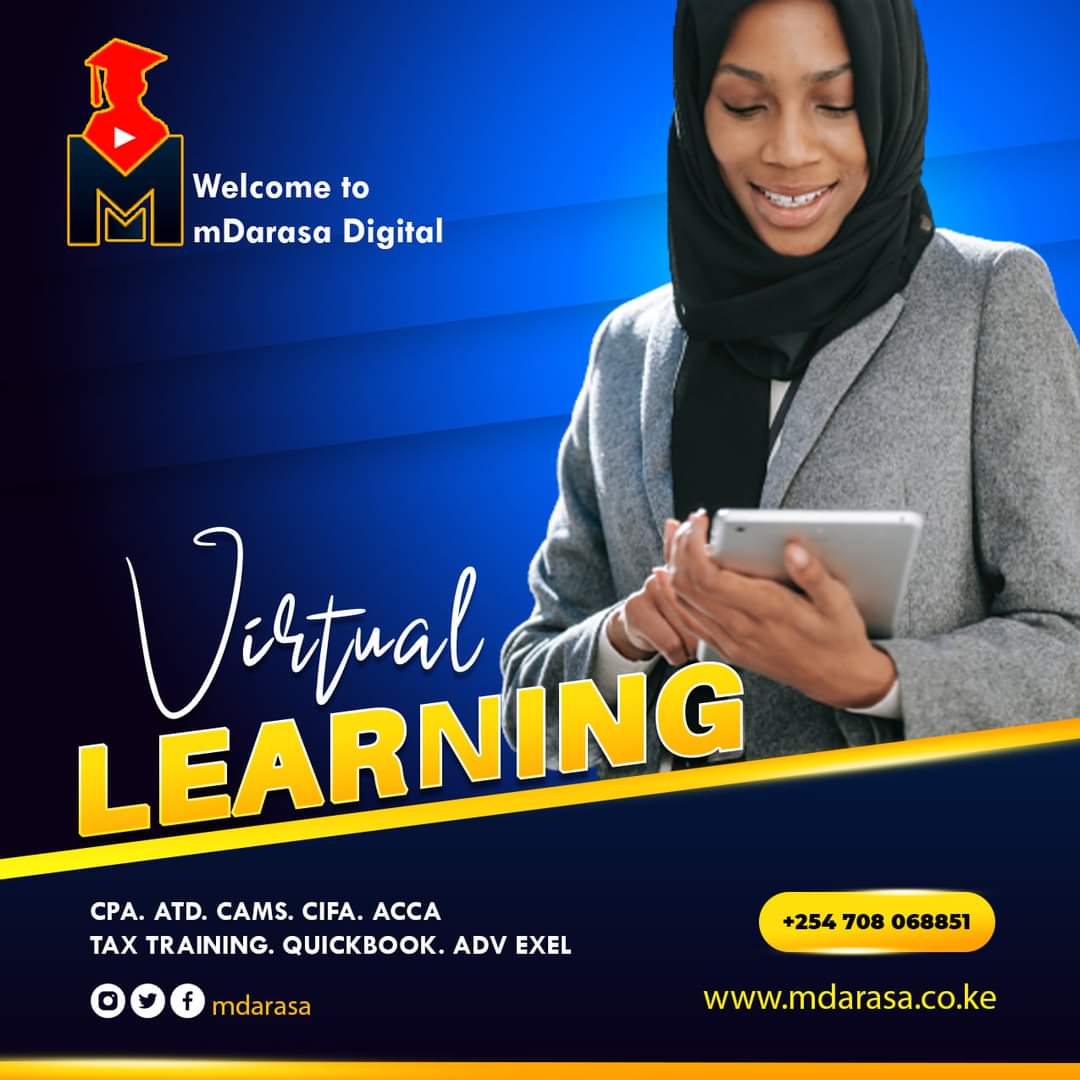 Welcome to
mDarasa Digital
Virtual
LEARNING
CPA. ATD. CAMS. CIFA. ACCA
TAX TRAINING. QUICKBOOK. ADV EXEL
+254 708 068851
mdarasa
www.mdarasa.co.ke